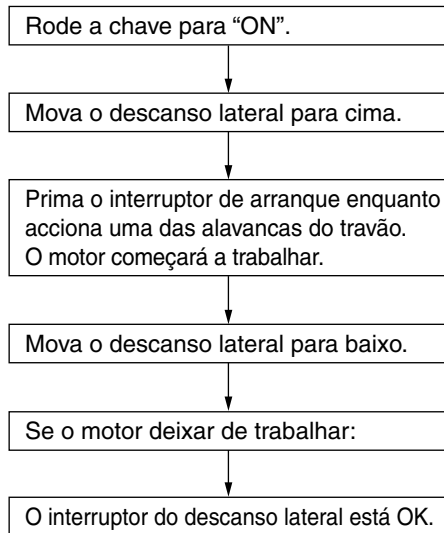 Rode a chave para “ON”.
Mova o descanso lateral para cima.
Prima o interruptor de arranque enquanto
acciona uma das alavancas do travão.
O motor começará a trabalhar.
Mova o descanso lateral para baixo.
Se o motor deixar de trabalhar:
O interruptor do descanso lateral está OK.